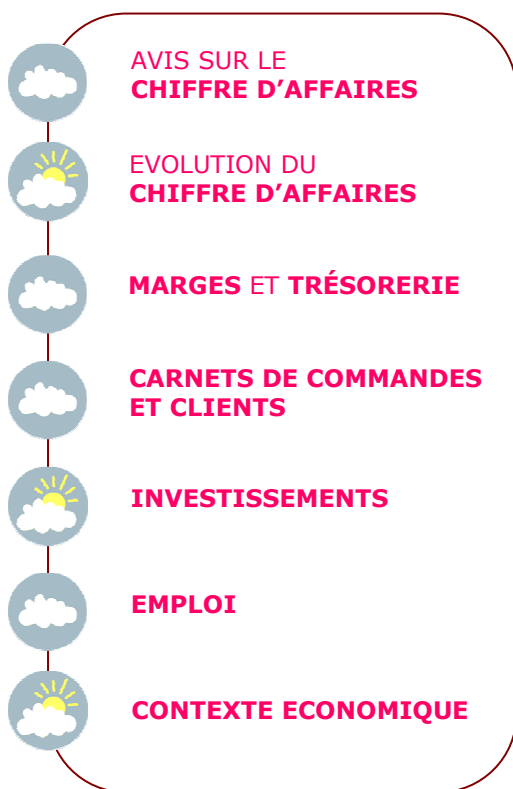 AVIS SUR LE
CHIFFRE D’AFFAIRES
EVOLUTION DU
CHIFFRE D’AFFAIRES
MARGES ET TRÉSORERIE
CARNETS DE COMMANDES
ET CLIENTS
INVESTISSEMENTS
EMPLOI
CONTEXTE ECONOMIQUE